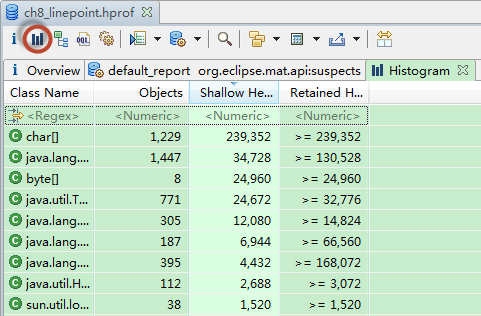 ch8_linepoint.hprof
i OQL
i Overview default_report org.eclipse.mat.api:suspects Histogram
Class Name Objects Shallow He... Retained H...
<Regex> <Numeric> <Numeric> <Numeric>
char[] 1,229 239,352 >= 239,352
java.lang.... 1,447 34,728 >= 130,528
byte[] 8 24,960 >= 24,960
java.util.T... 771 24,672 >= 32,776
java.lang.... 305 12,080 >= 14,824
java.lang.... 187 6,944 >= 66,560
java.lang.... 395 4,432 >= 168,072
java.util.H... 112 2,688 >= 3,072
sun.util.lo... 38 1,520 >= 1,520